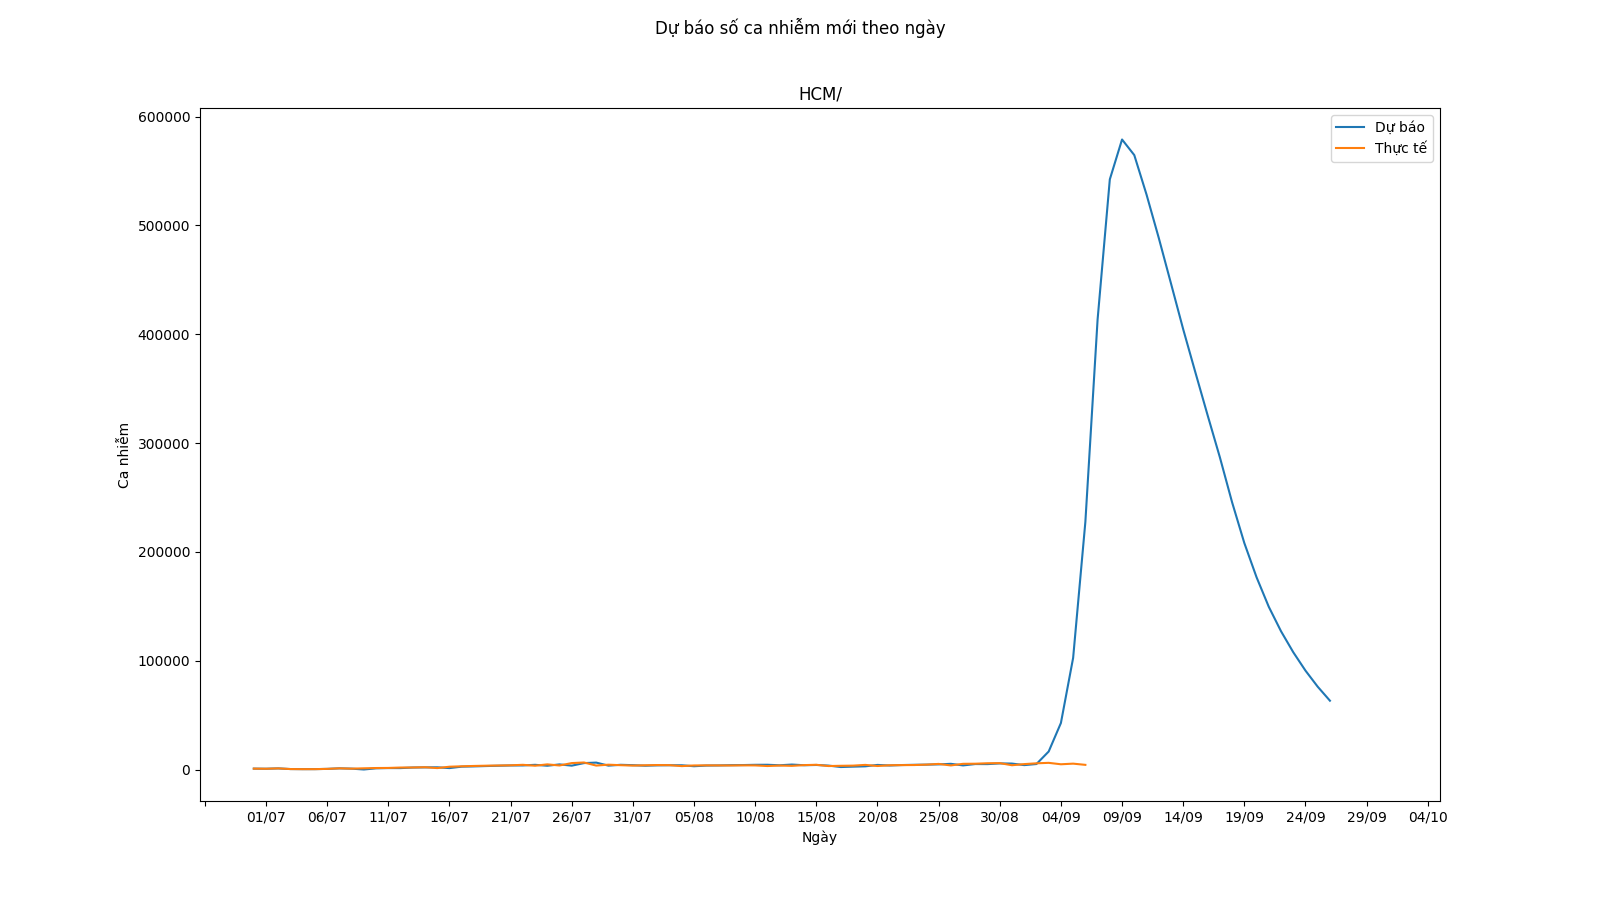 Dự báo số ca nhiễm mới theo ngày
HCM/
Dự báo
Thực tế
600000
500000
400000
300000
200000
100000
0
Ca nhiễm
01/07 06/07 11/07 16/07 21/07 26/07 31/07 05/08 10/08 15/08 20/08 25/08 30/08 04/09 09/09 14/09 19/09 24/09 29/09 04/10
Ngày